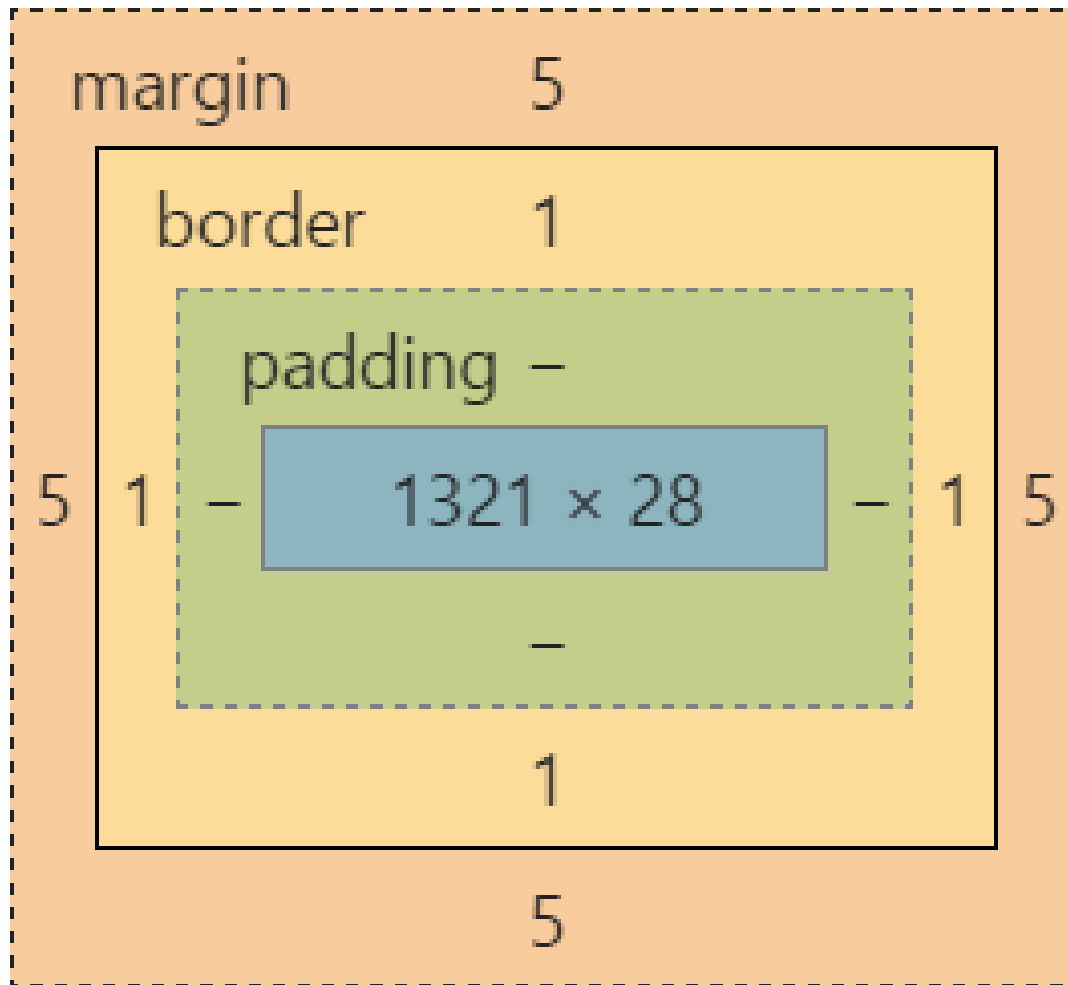 margin 5
border 1
padding –
5 1 – 1321 × 28 – 1 5
–
1
5